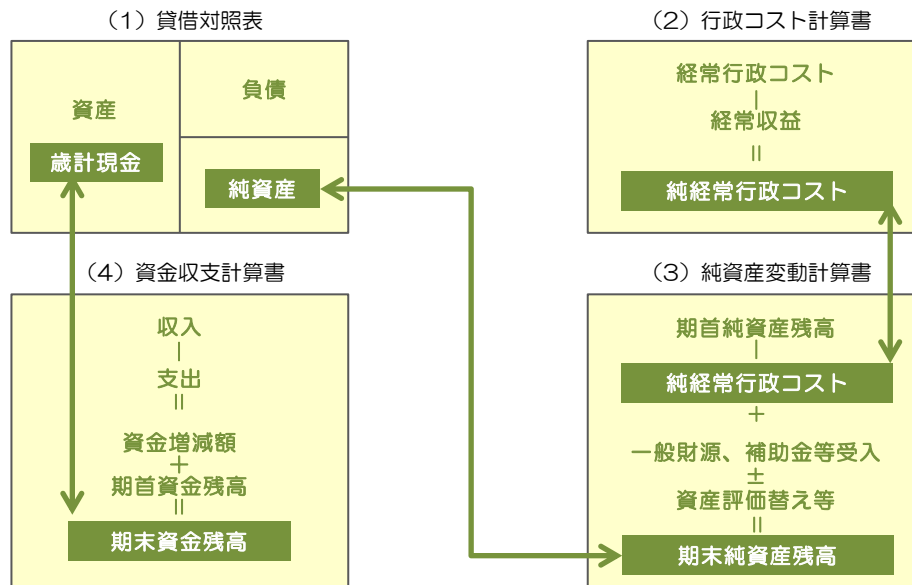 （1）貸借対照表
資産
歳計現金
負債
純資産
（2）行政コスト計算書
経常行政コスト
－
経常収益
＝
純経常行政コスト
（4）資金収支計算書
収入
－
支出
＝
資金増減額
＋
期首資金残高
＝
期末資金残高
（3）純資産変動計算書
期首純資産残高
－
純経常行政コスト
＋
一般財源、補助金等受入
±
資産評価替え等
＝
期末純資産残高